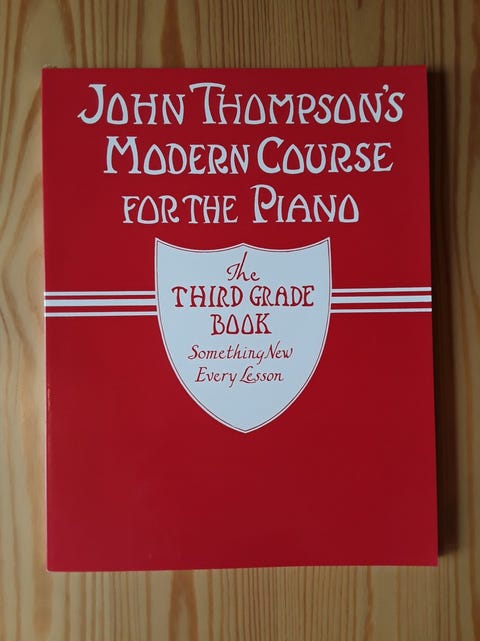 JOHN THOMPSON'S
MODERN COURSE
FOR THE PIANO
The
THIRD GRADE
BOOK
Something New
Every Lesson